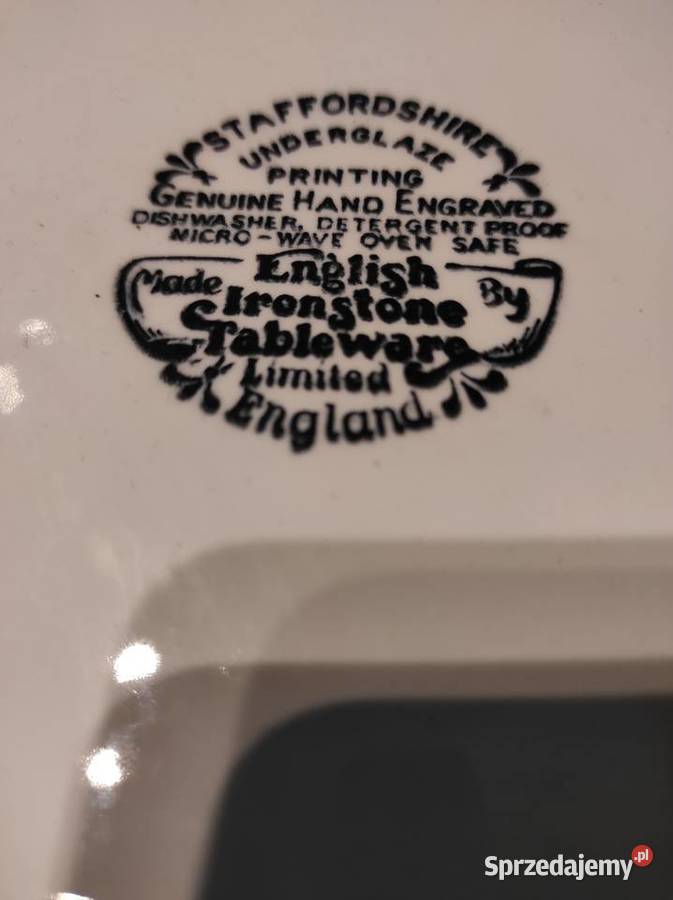 STAFFORDSHIRE
UNDERGLAZE
PRINTING
GENUINE HAND ENGRAVED
DISHWASHER, DETERGENT PROOF
MICRO-WAVE OVEN SAFE
Made English By
Ironstone
Tableware
Limited
England
Sprzedajemy.pl